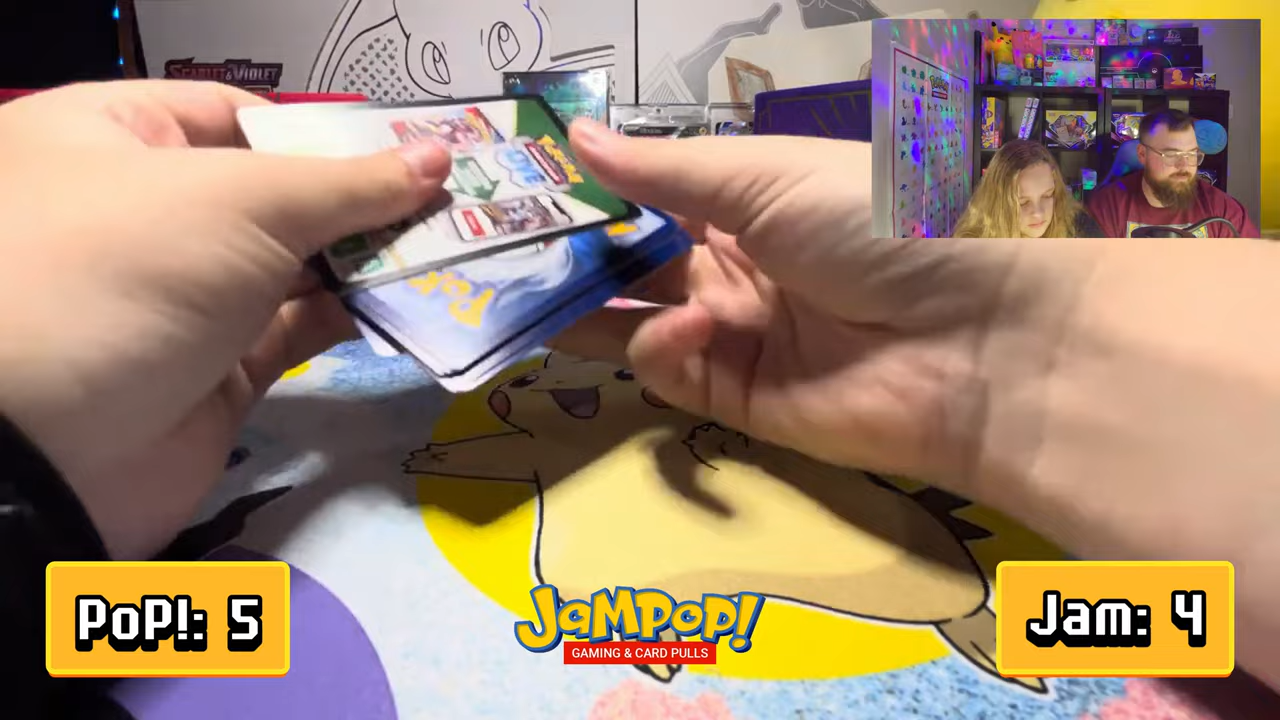 SCARLET & VIOLET
PoP!: 5
JAMPOP!
GAMING & CARD PULLS
Jam: 4